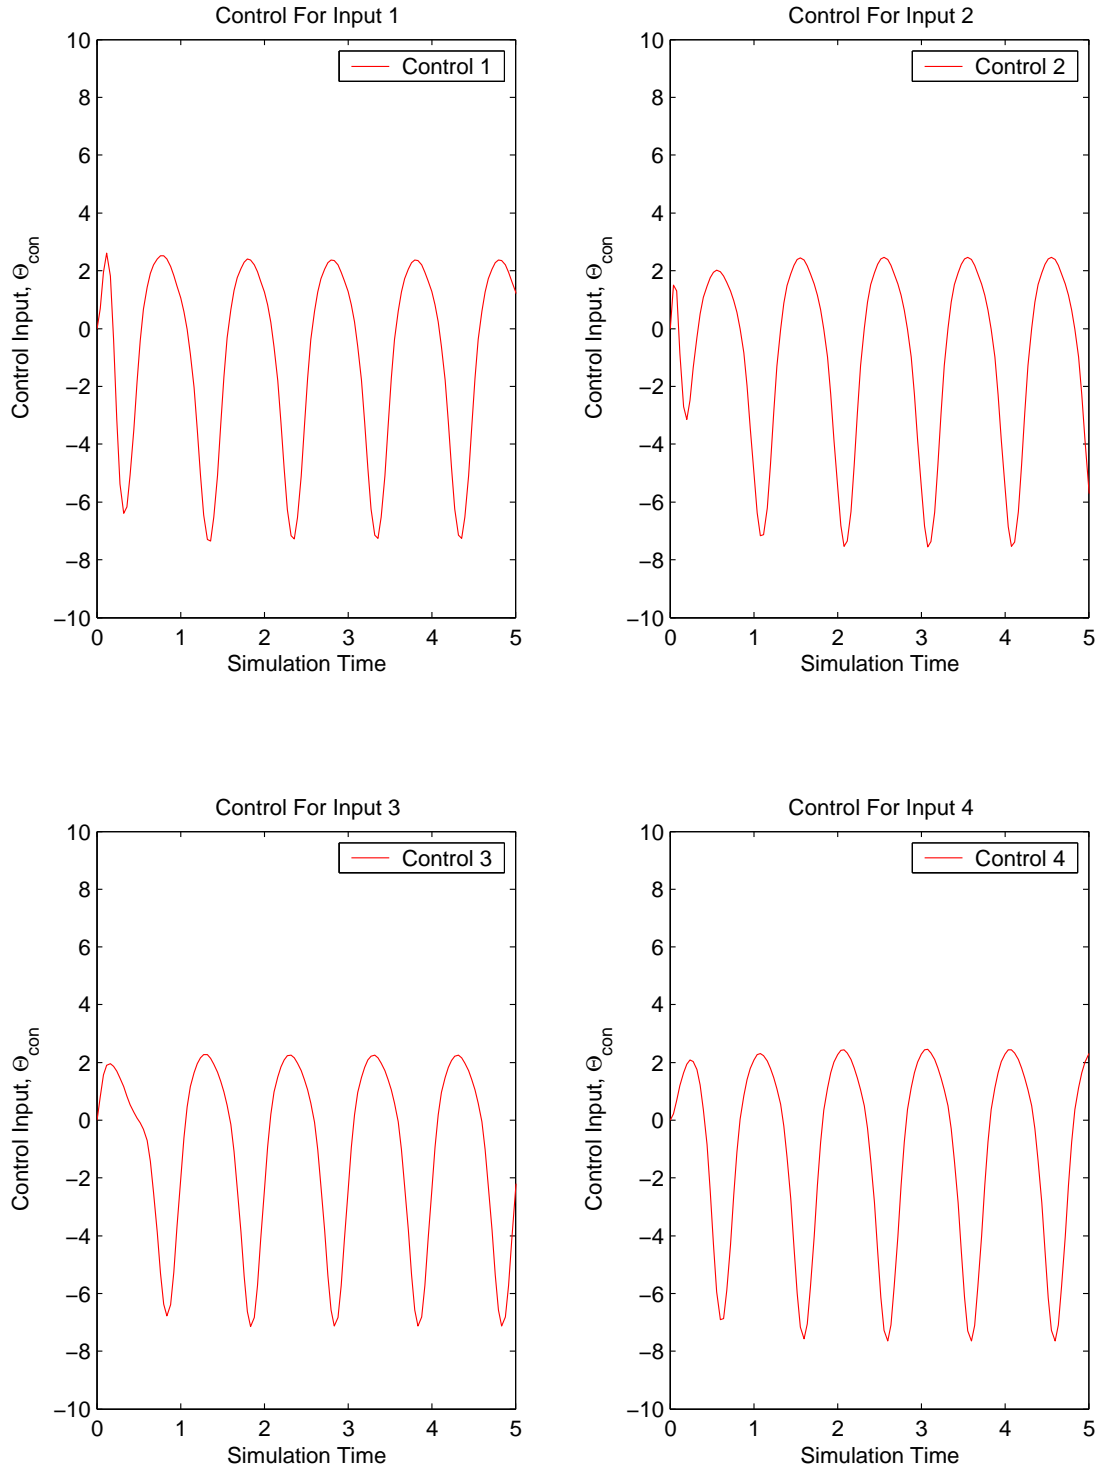 Control For Input 1
Control 1
10
8
6
4
2
0
−2
−4
−6
−8
−10
Control Input, Θcon
0 1 2 3 4 5
Simulation Time
Control For Input 2
Control 2
10
8
6
4
2
0
−2
−4
−6
−8
−10
Control Input, Θcon
0 1 2 3 4 5
Simulation Time
Control For Input 3
Control 3
10
8
6
4
2
0
−2
−4
−6
−8
−10
Control Input, Θcon
0 1 2 3 4 5
Simulation Time
Control For Input 4
Control 4
10
8
6
4
2
0
−2
−4
−6
−8
−10
Control Input, Θcon
0 1 2 3 4 5
Simulation Time